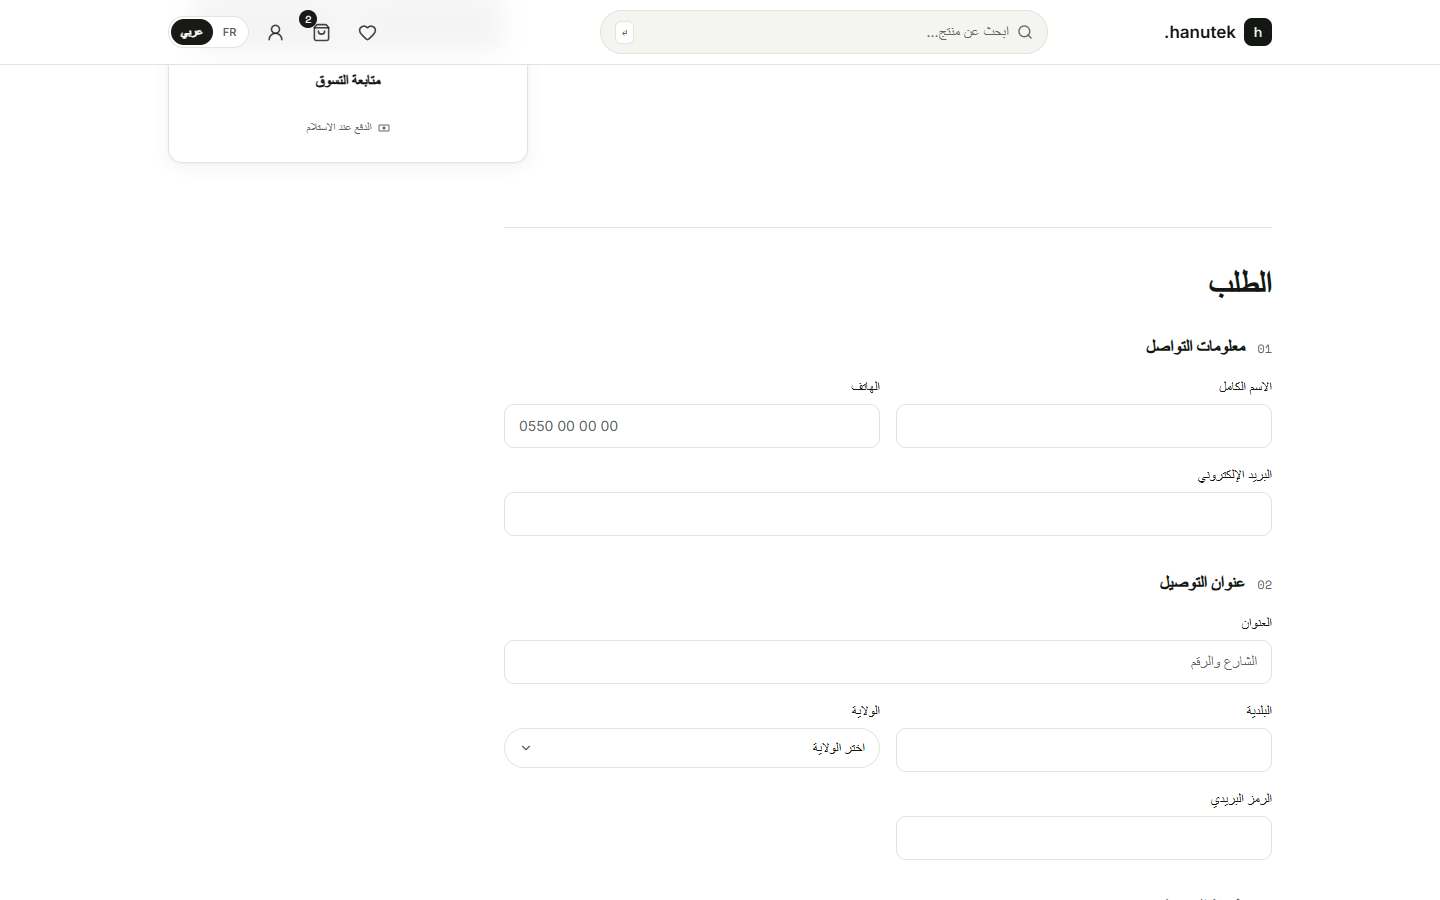 h hanutek.
ابحث عن منتج...
2
FR عربي
متابعة التسوق
الدفع عند الاستلام
الطلب
01 معلومات التواصل
الاسم الكامل
الهاتف
0550 00 00 00
البريد الإلكتروني
02 عنوان التوصيل
العنوان
الشارع والرقم
البلدية
الولاية
اختر الولاية
الرمز البريدي